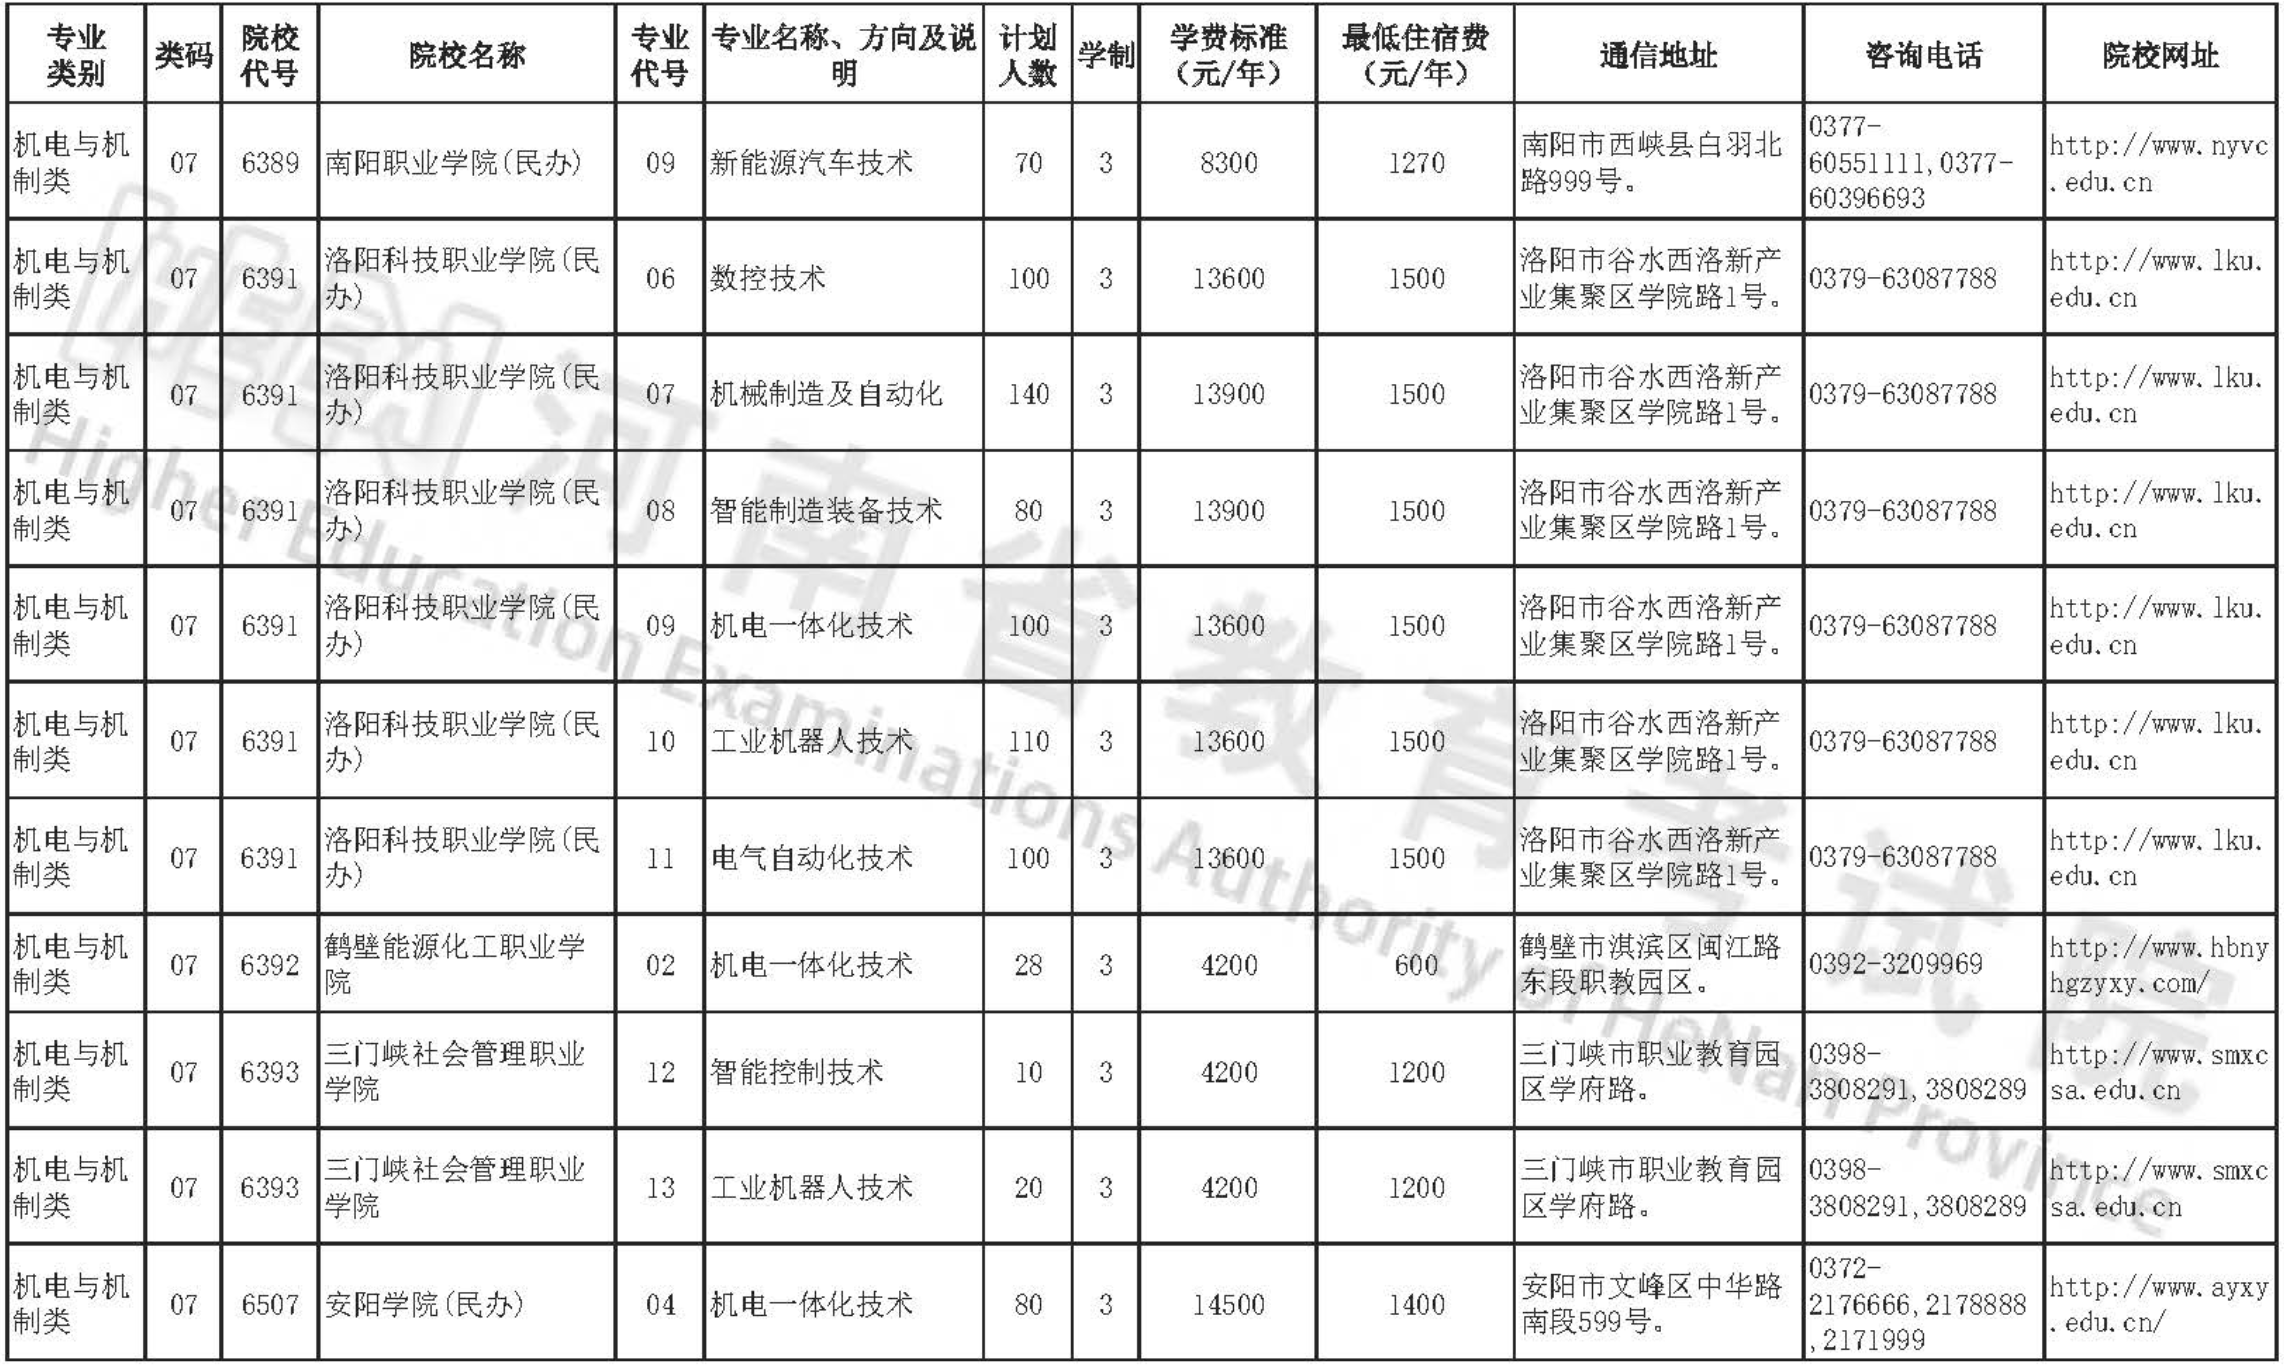 专业类别 类码 院校代号 院校名称 专业代号 专业名称、方向及说明 计划人数 学制 学费标准（元/年） 最低住宿费（元/年） 通信地址 咨询电话 院校网址
机电与机制类 07 6389 南阳职业学院(民办) 09 新能源汽车技术 70 3 8300 1270 南阳市西峡县白羽北路999号。 0377-60551111,0377-60396693 http://www.nyvc.edu.cn
机电与机制类 07 6391 洛阳科技职业学院(民办) 06 数控技术 100 3 13600 1500 洛阳市谷水西洛新产业集聚区学院路1号。 0379-63087788 http://www.lku.edu.cn
机电与机制类 07 6391 洛阳科技职业学院(民办) 07 机械制造及自动化 140 3 13900 1500 洛阳市谷水西洛新产业集聚区学院路1号。 0379-63087788 http://www.lku.edu.cn
机电与机制类 07 6391 洛阳科技职业学院(民办) 08 智能制造装备技术 80 3 13900 1500 洛阳市谷水西洛新产业集聚区学院路1号。 0379-63087788 http://www.lku.edu.cn
机电与机制类 07 6391 洛阳科技职业学院(民办) 09 机电一体化技术 100 3 13600 1500 洛阳市谷水西洛新产业集聚区学院路1号。 0379-63087788 http://www.lku.edu.cn
机电与机制类 07 6391 洛阳科技职业学院(民办) 10 工业机器人技术 110 3 13600 1500 洛阳市谷水西洛新产业集聚区学院路1号。 0379-63087788 http://www.lku.edu.cn
机电与机制类 07 6391 洛阳科技职业学院(民办) 11 电气自动化技术 100 3 13600 1500 洛阳市谷水西洛新产业集聚区学院路1号。 0379-63087788 http://www.lku.edu.cn
机电与机制类 07 6392 鹤壁能源化工职业学院 02 机电一体化技术 28 3 4200 600 鹤壁市淇滨区闽江路东段职教园区。 0392-3209969 http://www.hbnyhgzyxy.com/
机电与机制类 07 6393 三门峡社会管理职业学院 12 智能控制技术 10 3 4200 1200 三门峡市职业教育园区学府路。 0398-3808291,3808289 http://www.smxcsa.edu.cn
机电与机制类 07 6393 三门峡社会管理职业学院 13 工业机器人技术 20 3 4200 1200 三门峡市职业教育园区学府路。 0398-3808291,3808289 http://www.smxcsa.edu.cn
机电与机制类 07 6507 安阳学院(民办) 04 机电一体化技术 80 3 14500 1400 安阳市文峰区中华路南段599号。 0372-2176666,2178888,2171999 http://www.ayxy.edu.cn/
河南省教育考试院
Higher Education Examinations Authority of HeNan Province